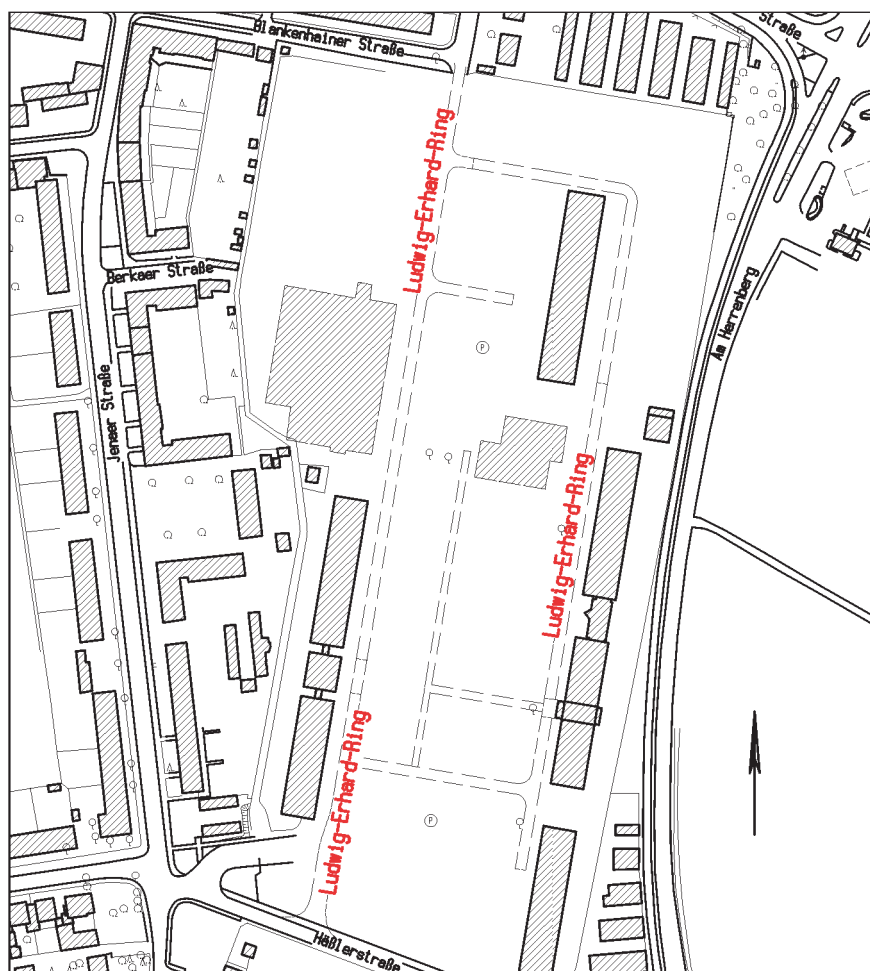 Straße
Blankenhainer Straße
Ludwig-Erhard-Ring
Berkaer Straße
Am Herrenberg
P
Jenaer Straße
Ludwig-Erhard-Ring
Ludwig-Erhard-Ring
P
Häßlerstraße